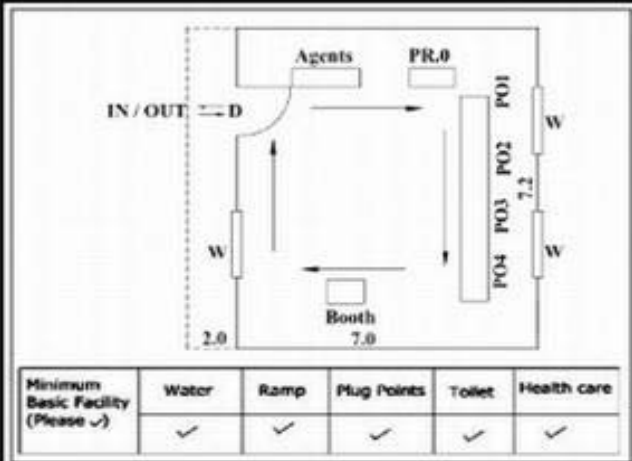 Agents PR.0
IN / OUT D
PO1
W
PO2
7.2
PO3
W
W
PO4
Booth
2.0 7.0
Minimum
Basic Facility
(Please ✓)
Water Ramp Plug Points Toilet Health care
✓ ✓ ✓ ✓ ✓